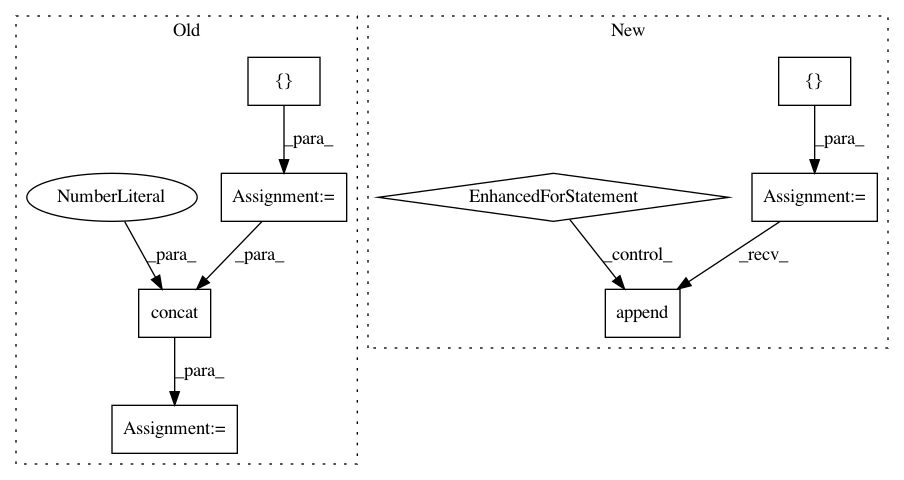 Old
New
{}
{}
_para_
_para_
NumberLiteral
Assignment:=
EnhancedForStatement
Assignment:=
_para_
_para_
_control_
_recv_
concat
append
_para_
Assignment:=